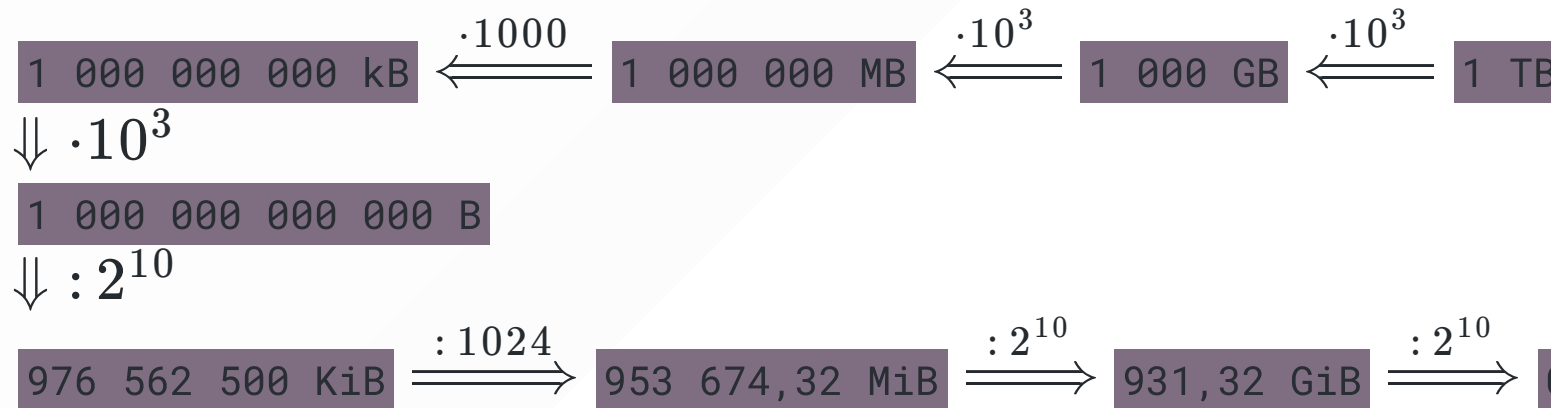 ·1000 ·10³ ·10³
1 000 000 000 kB ⟸ 1 000 000 MB ⟸ 1 000 GB ⟸ 1 TB
⇓ ·10³
1 000 000 000 000 B
⇓ : 2¹⁰
: 1024 : 2¹⁰ : 2¹⁰
976 562 500 KiB ⟹ 953 674,32 MiB ⟹ 931,32 GiB ⟹